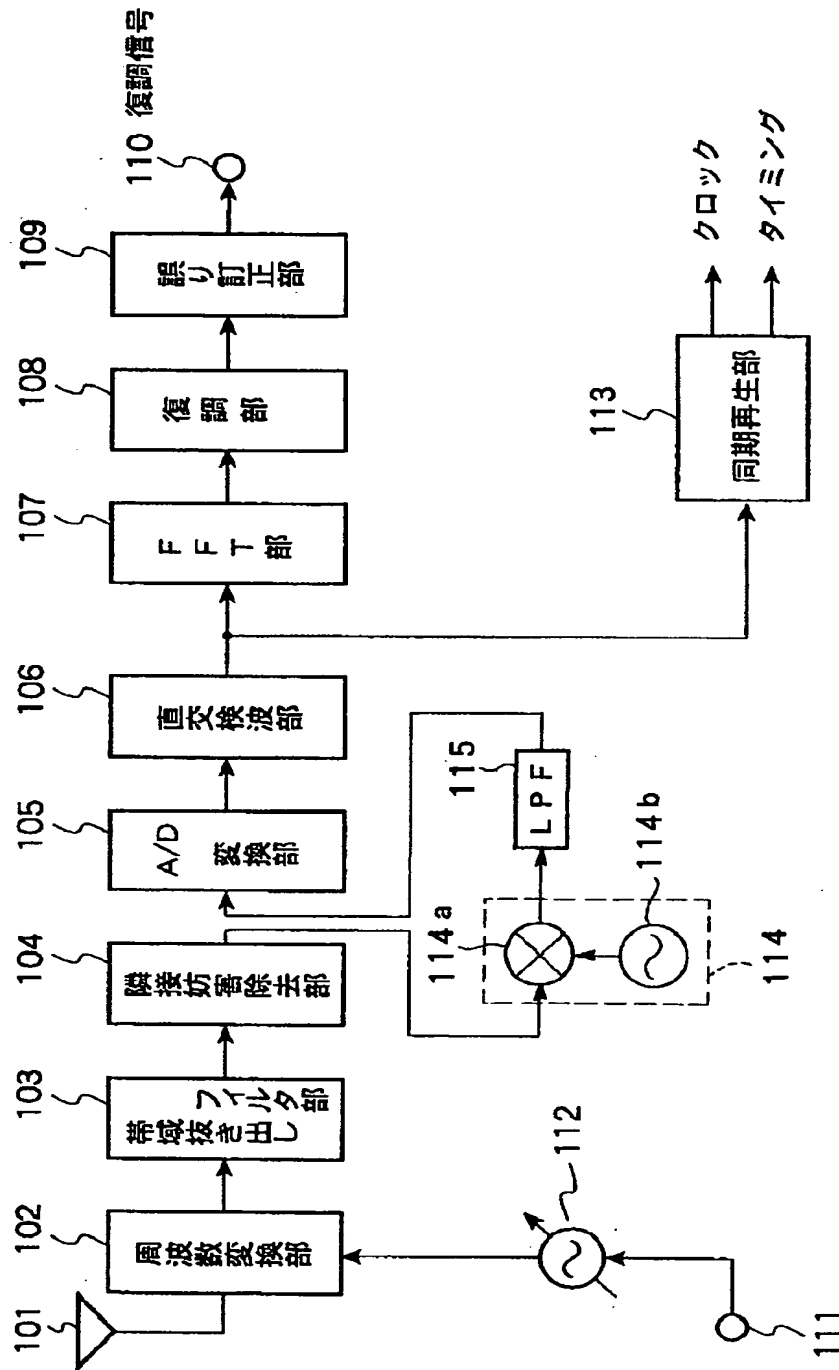 101
102
周波数変換部
103
帯域抜き出し
フィルタ部
104
隣接妨害除去部
105
A/D
変換部
106
直交検波部
107
FFT部
108
復調部
109
誤り訂正部
110 復調信号
111
112
114a
114b
114
115
LPF
113
同期再生部
クロック
タイミング